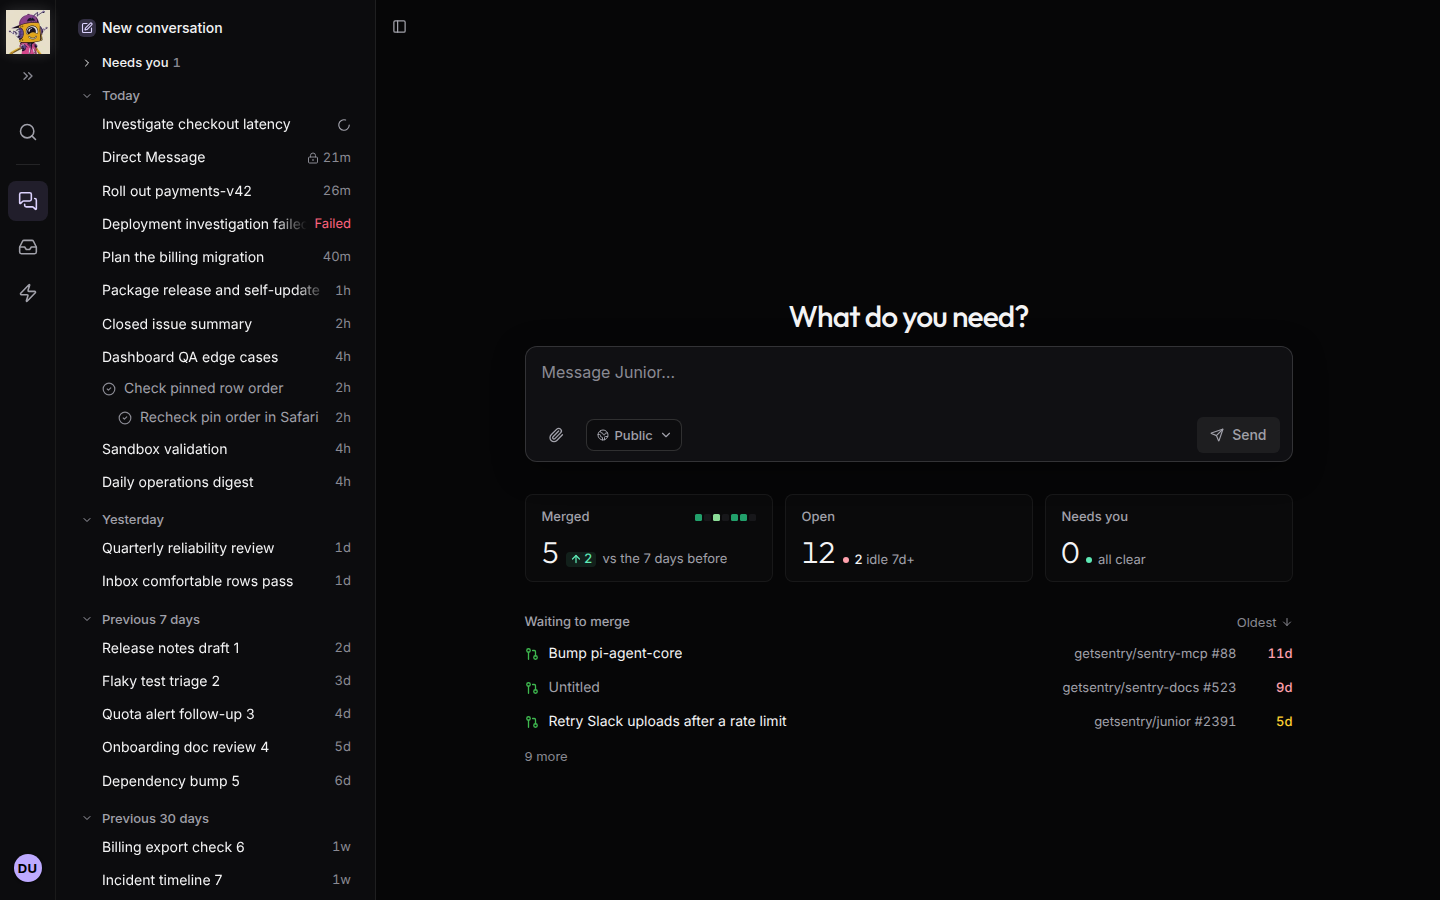 New conversation
Needs you 1
Today
Investigate checkout latency
Direct Message 21m
Roll out payments-v42 26m
Deployment investigation failed Failed
Plan the billing migration 40m
Package release and self-update 1h
Closed issue summary 2h
Dashboard QA edge cases 4h
Check pinned row order 2h
Recheck pin order in Safari 2h
Sandbox validation 4h
Daily operations digest 4h
Yesterday
Quarterly reliability review 1d
Inbox comfortable rows pass 1d
Previous 7 days
Release notes draft 1 2d
Flaky test triage 2 3d
Quota alert follow-up 3 4d
Onboarding doc review 4 5d
Dependency bump 5 6d
Previous 30 days
Billing export check 6 1w
Incident timeline 7 1w
DU
What do you need?
Message Junior...
Public
Send
Merged
5 ↑ 2 vs the 7 days before
Open
12 2 idle 7d+
Needs you
0 all clear
Waiting to merge Oldest ↓
Bump pi-agent-core getsentry/sentry-mcp #88 11d
Untitled getsentry/sentry-docs #523 9d
Retry Slack uploads after a rate limit getsentry/junior #2391 5d
9 more